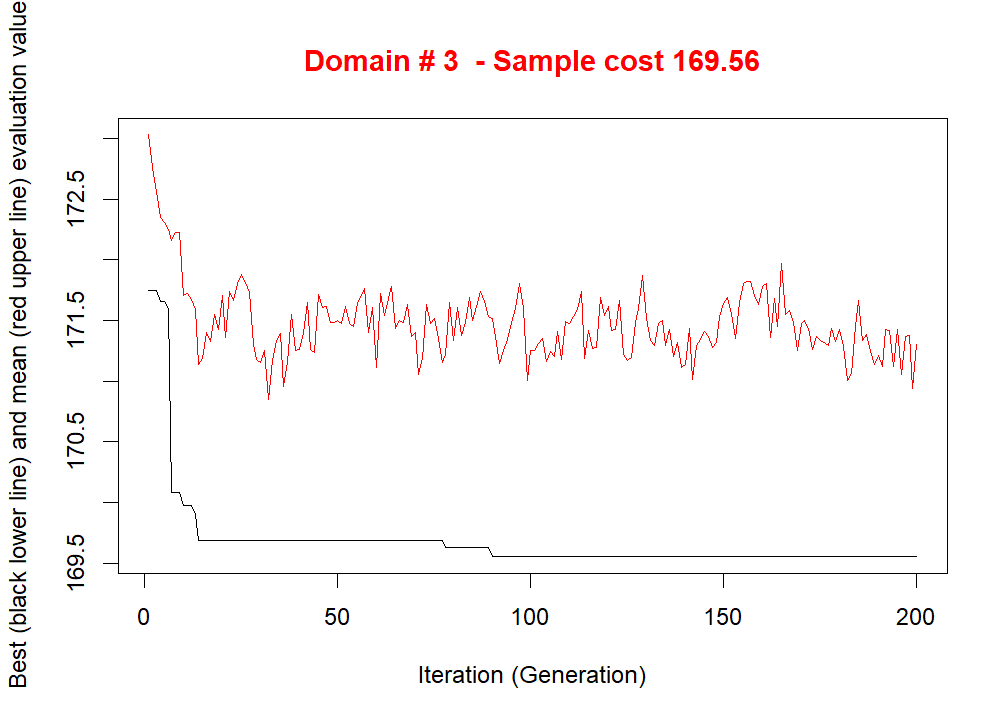 Domain # 3  - Sample cost 169.56
Best (black lower line) and mean (red upper line) evaluation value
172.5
171.5
170.5
169.5
0 50 100 150 200
Iteration (Generation)